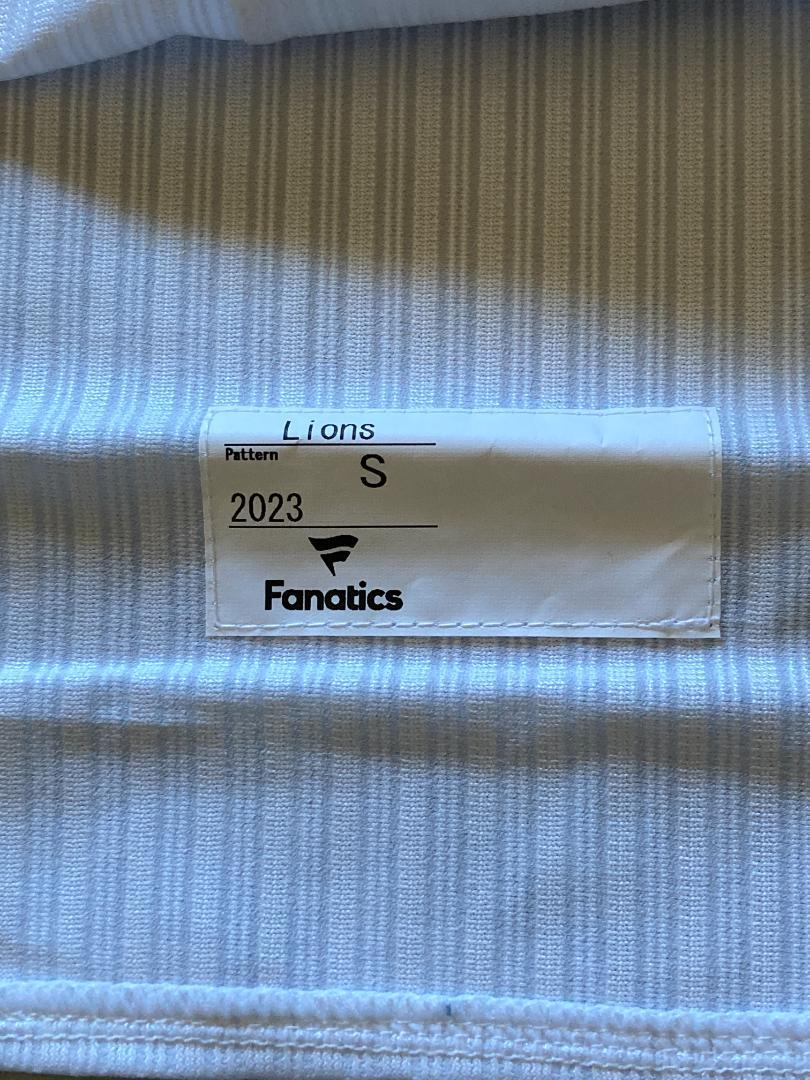 Lions
Pattern
S
2023
Fanatics